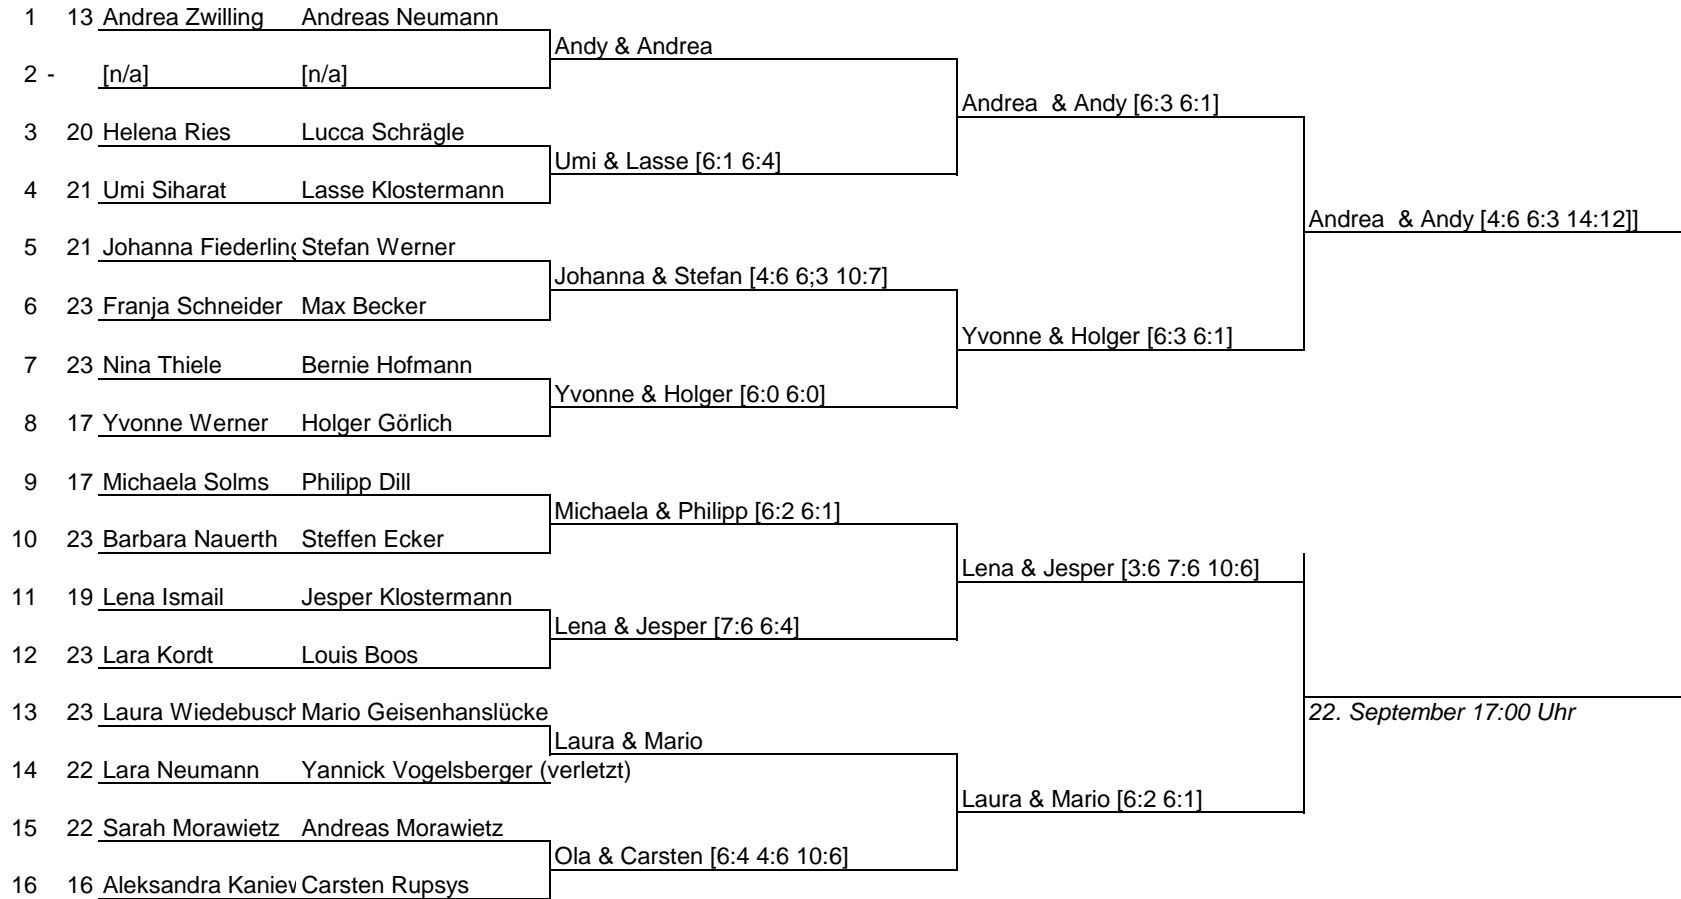 1 13 Andrea Zwilling Andreas Neumann
Andy & Andrea
2 - [n/a] [n/a]
Andrea & Andy [6:3 6:1]
3 20 Helena Ries Lucca Schrägle
Umi & Lasse [6:1 6:4]
4 21 Umi Siharat Lasse Klostermann
Andrea & Andy [4:6 6:3 14:12]]
5 21 Johanna Fiederling Stefan Werner
Johanna & Stefan [4:6 6;3 10:7]
6 23 Franja Schneider Max Becker
Yvonne & Holger [6:3 6:1]
7 23 Nina Thiele Bernie Hofmann
Yvonne & Holger [6:0 6:0]
8 17 Yvonne Werner Holger Görlich
9 17 Michaela Solms Philipp Dill
Michaela & Philipp [6:2 6:1]
10 23 Barbara Nauerth Steffen Ecker
Lena & Jesper [3:6 7:6 10:6]
11 19 Lena Ismail Jesper Klostermann
Lena & Jesper [7:6 6:4]
12 23 Lara Kordt Louis Boos
13 23 Laura Wiedebusch Mario Geisenhanslücke
22. September 17:00 Uhr
Laura & Mario
14 22 Lara Neumann Yannick Vogelsberger (verletzt)
Laura & Mario [6:2 6:1]
15 22 Sarah Morawietz Andreas Morawietz
Ola & Carsten [6:4 4:6 10:6]
16 16 Aleksandra Carsten Rupsys